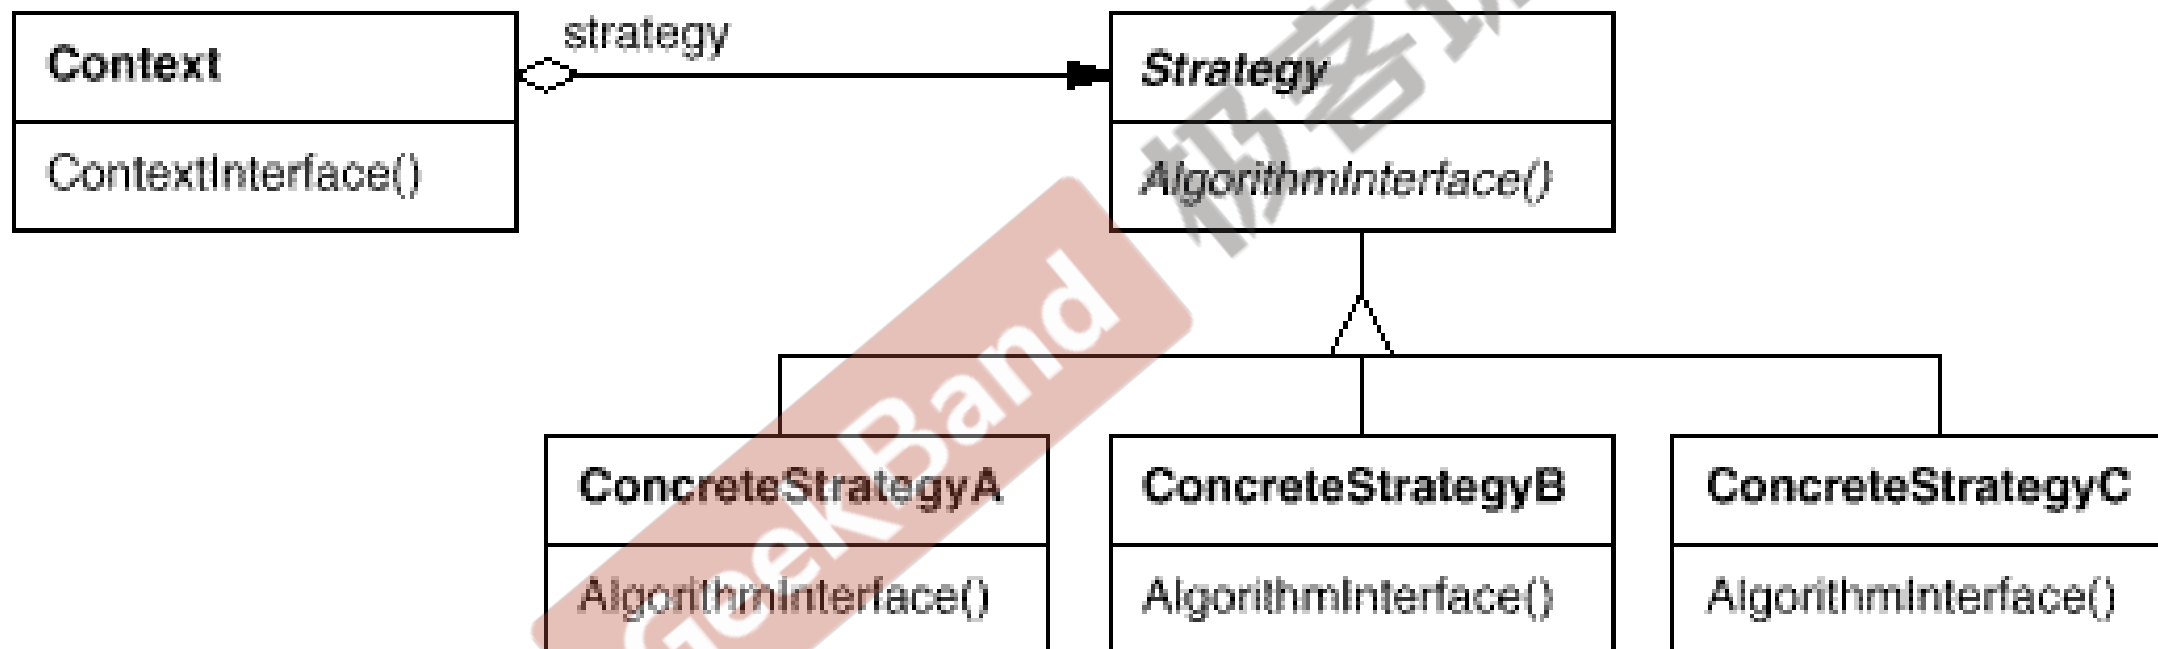 strategy
Context
Strategy
ContextInterface()
AlgorithmInterface()
ConcreteStrategyA
ConcreteStrategyB
ConcreteStrategyC
AlgorithmInterface()
AlgorithmInterface()
AlgorithmInterface()
GeekBand
极客